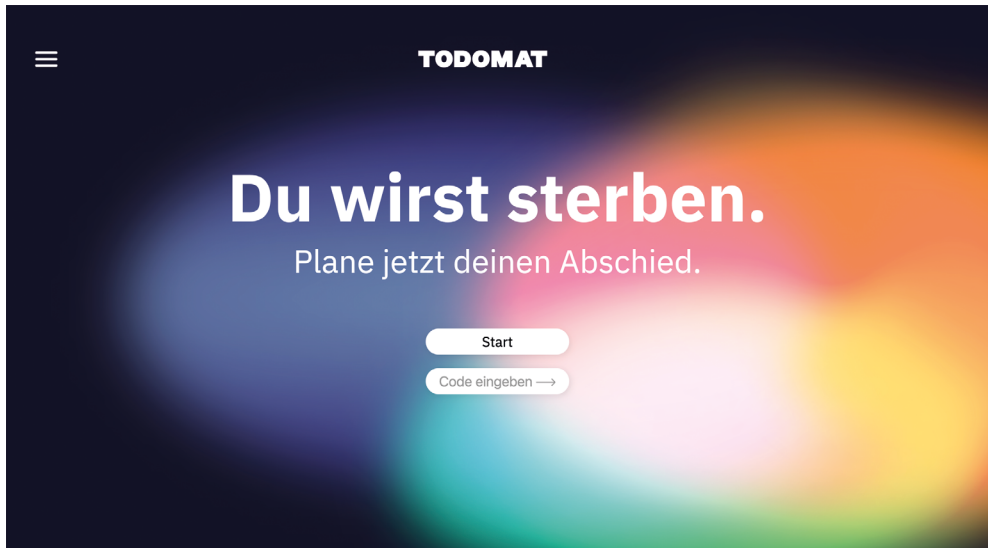 TODOMAT
Du wirst sterben.
Plane jetzt deinen Abschied.
Start
Code eingeben →